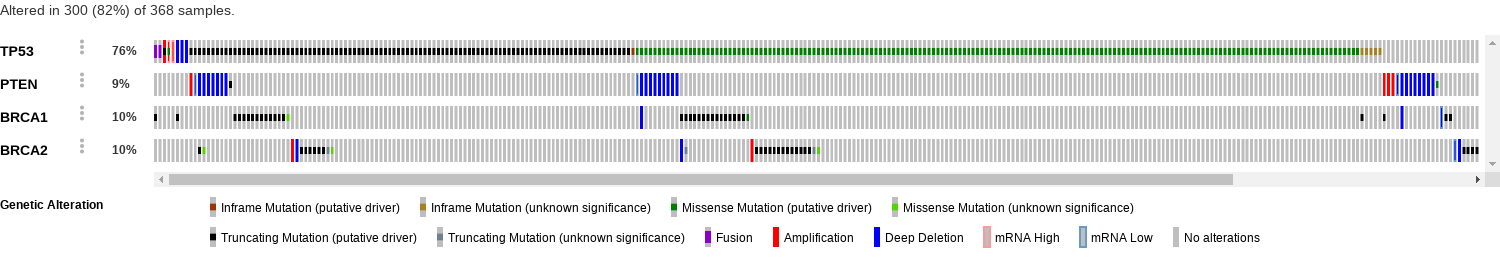 Altered in 300 (82%) of 368 samples.
TP53 76%
PTEN 9%
BRCA1 10%
BRCA2 10%
Genetic Alteration Inframe Mutation (putative driver) Inframe Mutation (unknown significance) Missense Mutation (putative driver) Missense Mutation (unknown significance)
Truncating Mutation (putative driver) Truncating Mutation (unknown significance) Fusion Amplification Deep Deletion mRNA High mRNA Low No alterations